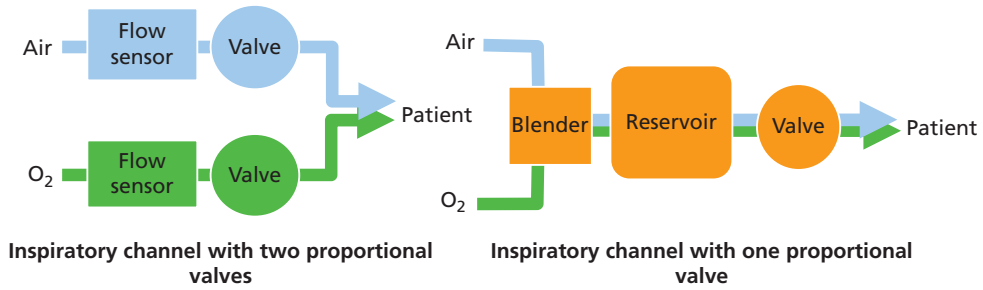 Air
Flow
sensor
Valve
Patient
O₂
Flow
sensor
Valve
Inspiratory channel with two proportional
valves
Air
Blender
Reservoir
Valve
Patient
O₂
Inspiratory channel with one proportional
valve